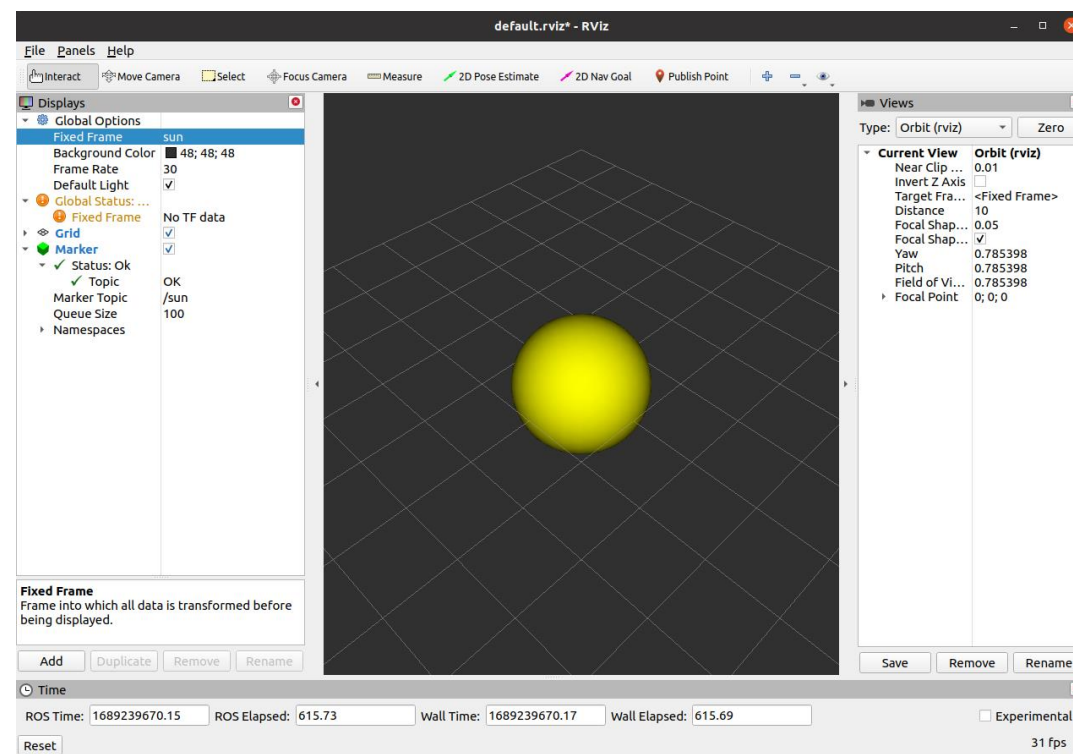 default.rviz* - RViz
File Panels Help
Interact Move Camera Select Focus Camera Measure 2D Pose Estimate 2D Nav Goal Publish Point
Displays
Global Options
Fixed Frame sun
Background Color 48; 48; 48
Frame Rate 30
Default Light
Global Status: ...
Fixed Frame No TF data
Grid
Marker
Status: Ok
Topic OK
Marker Topic /sun
Queue Size 100
Namespaces
Fixed Frame
Frame into which all data is transformed before
being displayed.
Add Duplicate Remove Rename
Views
Type: Orbit (rviz) Zero
Current View Orbit (rviz)
Near Clip ... 0.01
Invert Z Axis
Target Fra... <Fixed Frame>
Distance 10
Focal Shap... 0.05
Focal Shap...
Yaw 0.785398
Pitch 0.785398
Field of Vi... 0.785398
Focal Point 0; 0; 0
Save Remove Rename
Time
ROS Time: 1689239670.15 ROS Elapsed: 615.73 Wall Time: 1689239670.17 Wall Elapsed: 615.69 Experimental
Reset 31 fps